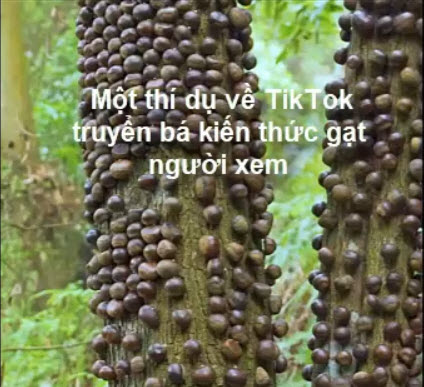 Một thí dụ về TikTok
truyền bá kiến thức gạt
người xem